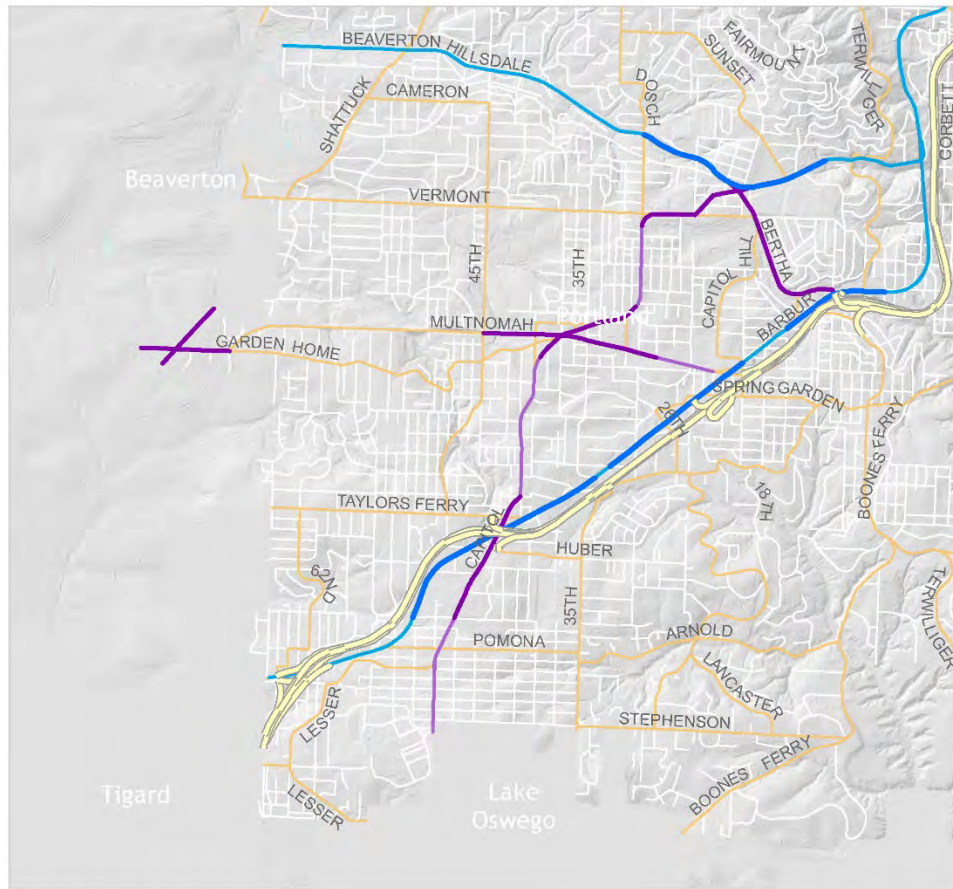 BEAVERTON HILLSDALE
FAIRMOUNT
SUNSET
TERWILLIGER
CORBETT
DOSCH
CAMERON
SHATTUCK
Beaverton
VERMONT
45TH
35TH
CAPITOL HILL
BERTHA
MULTNOMAH
Portland
BARBUR
GARDEN HOME
SPRING GARDEN
26TH
BOONES FERRY
18TH
TAYLORS FERRY
CAPITOL
HUBER
62ND
35TH
TERWILLIGER
POMONA
ARNOLD
LANCASTER
LESSER
STEPHENSON
BOONES FERRY
Tigard
LESSER
Lake
Oswego